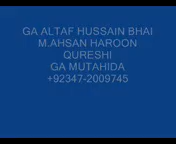 GA ALTAF HUSSAIN BHAI
M.AHSAN HAROON
QURESHI
GA MUTAHIDA
+92347-2009745